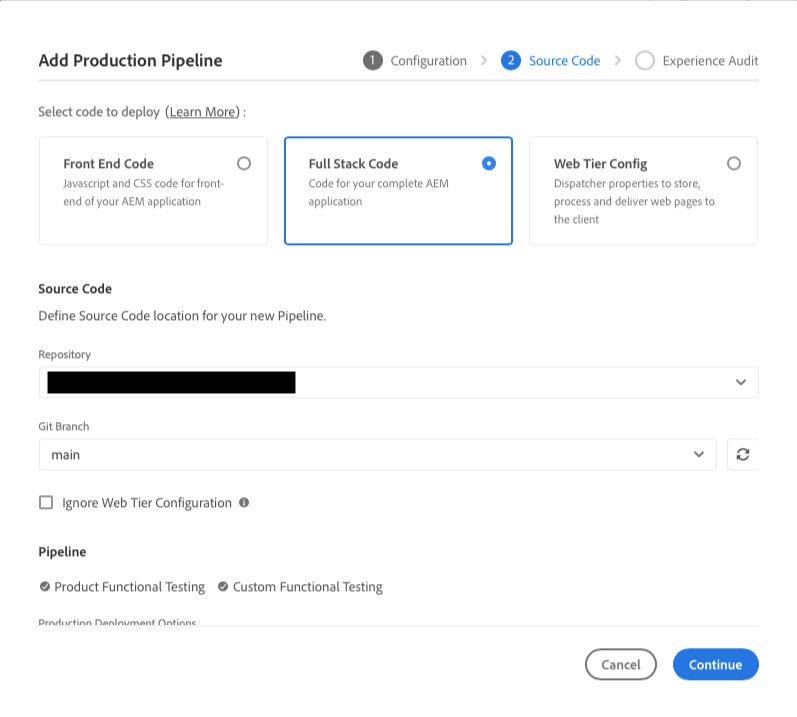 Add Production Pipeline
1 Configuration
2 Source Code
Experience Audit
Select code to deploy (Learn More) :
Front End Code
Javascript and CSS code for front-
end of your AEM application
Full Stack Code
Code for your complete AEM
application
Web Tier Config
Dispatcher properties to store,
process and deliver web pages to
the client
Source Code
Define Source Code location for your new Pipeline.
Repository
Git Branch
main
Ignore Web Tier Configuration
Pipeline
Product Functional Testing
Custom Functional Testing
Production Deployment Options
Cancel
Continue